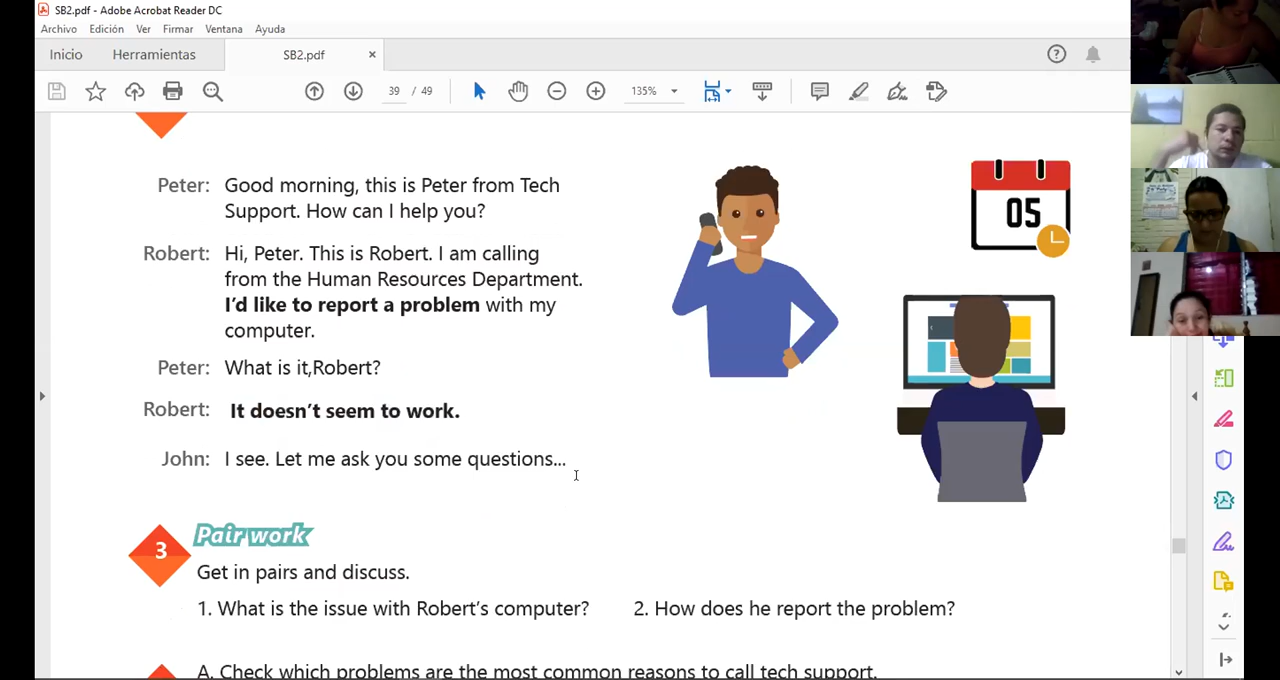 SB2.pdf - Adobe Acrobat Reader DC
Archivo Edición Ver Firmar Ventana Ayuda
Inicio Herramientas SB2.pdf ×
39 / 49 135%
Peter: Good morning, this is Peter from Tech
Support. How can I help you?
Robert: Hi, Peter. This is Robert. I am calling
from the Human Resources Department.
I'd like to report a problem with my
computer.
Peter: What is it,Robert?
Robert: It doesn't seem to work.
John: I see. Let me ask you some questions...
05
3 Pair work
Get in pairs and discuss.
1. What is the issue with Robert's computer? 2. How does he report the problem?
A. Check which problems are the most common reasons to call tech support.